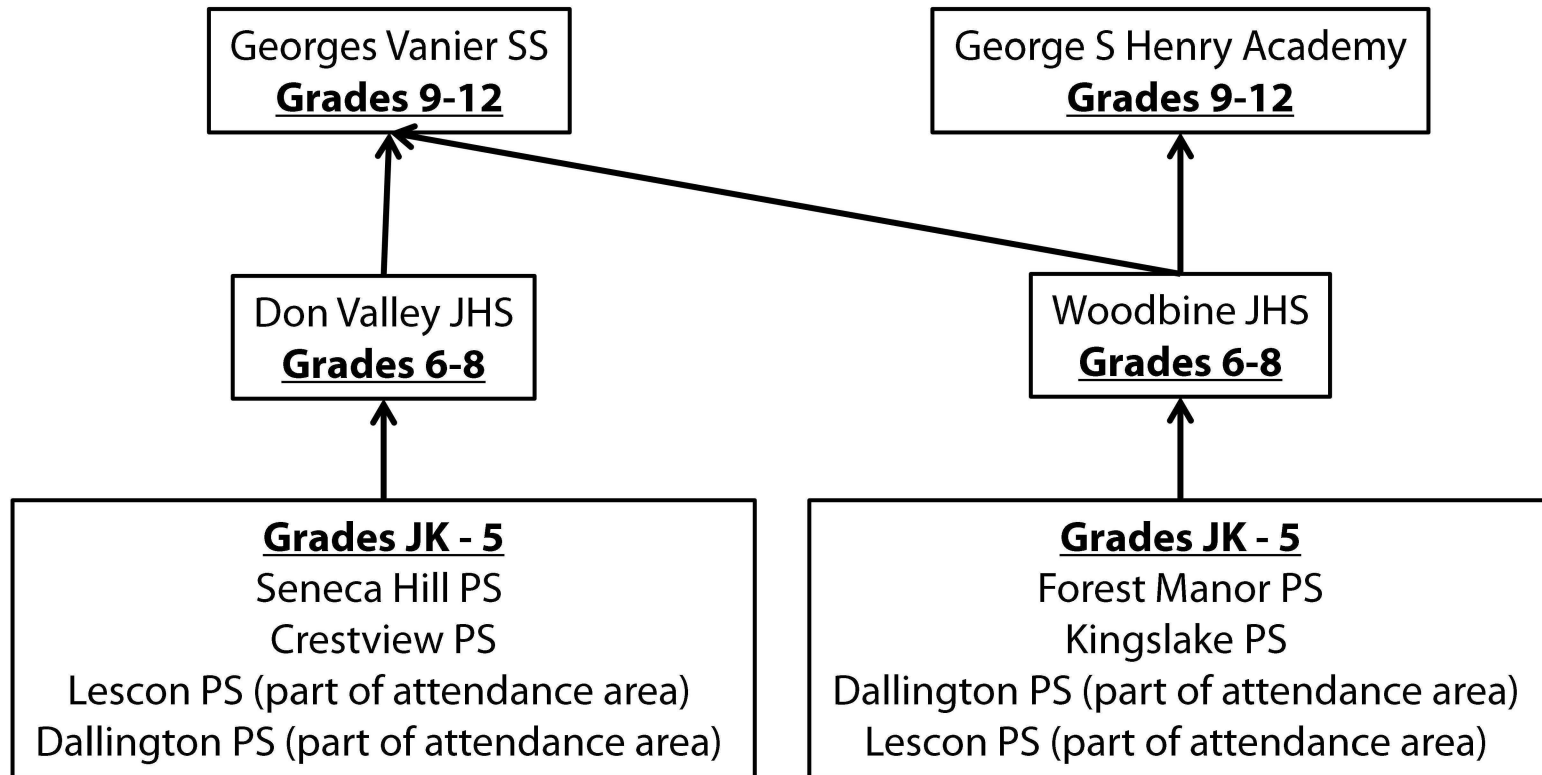 Georges Vanier SS
Grades 9-12
George S Henry Academy
Grades 9-12
Don Valley JHS
Grades 6-8
Woodbine JHS
Grades 6-8
Grades JK - 5
Seneca Hill PS
Crestview PS
Lescon PS (part of attendance area)
Dallington PS (part of attendance area)
Grades JK - 5
Forest Manor PS
Kingslake PS
Dallington PS (part of attendance area)
Lescon PS (part of attendance area)